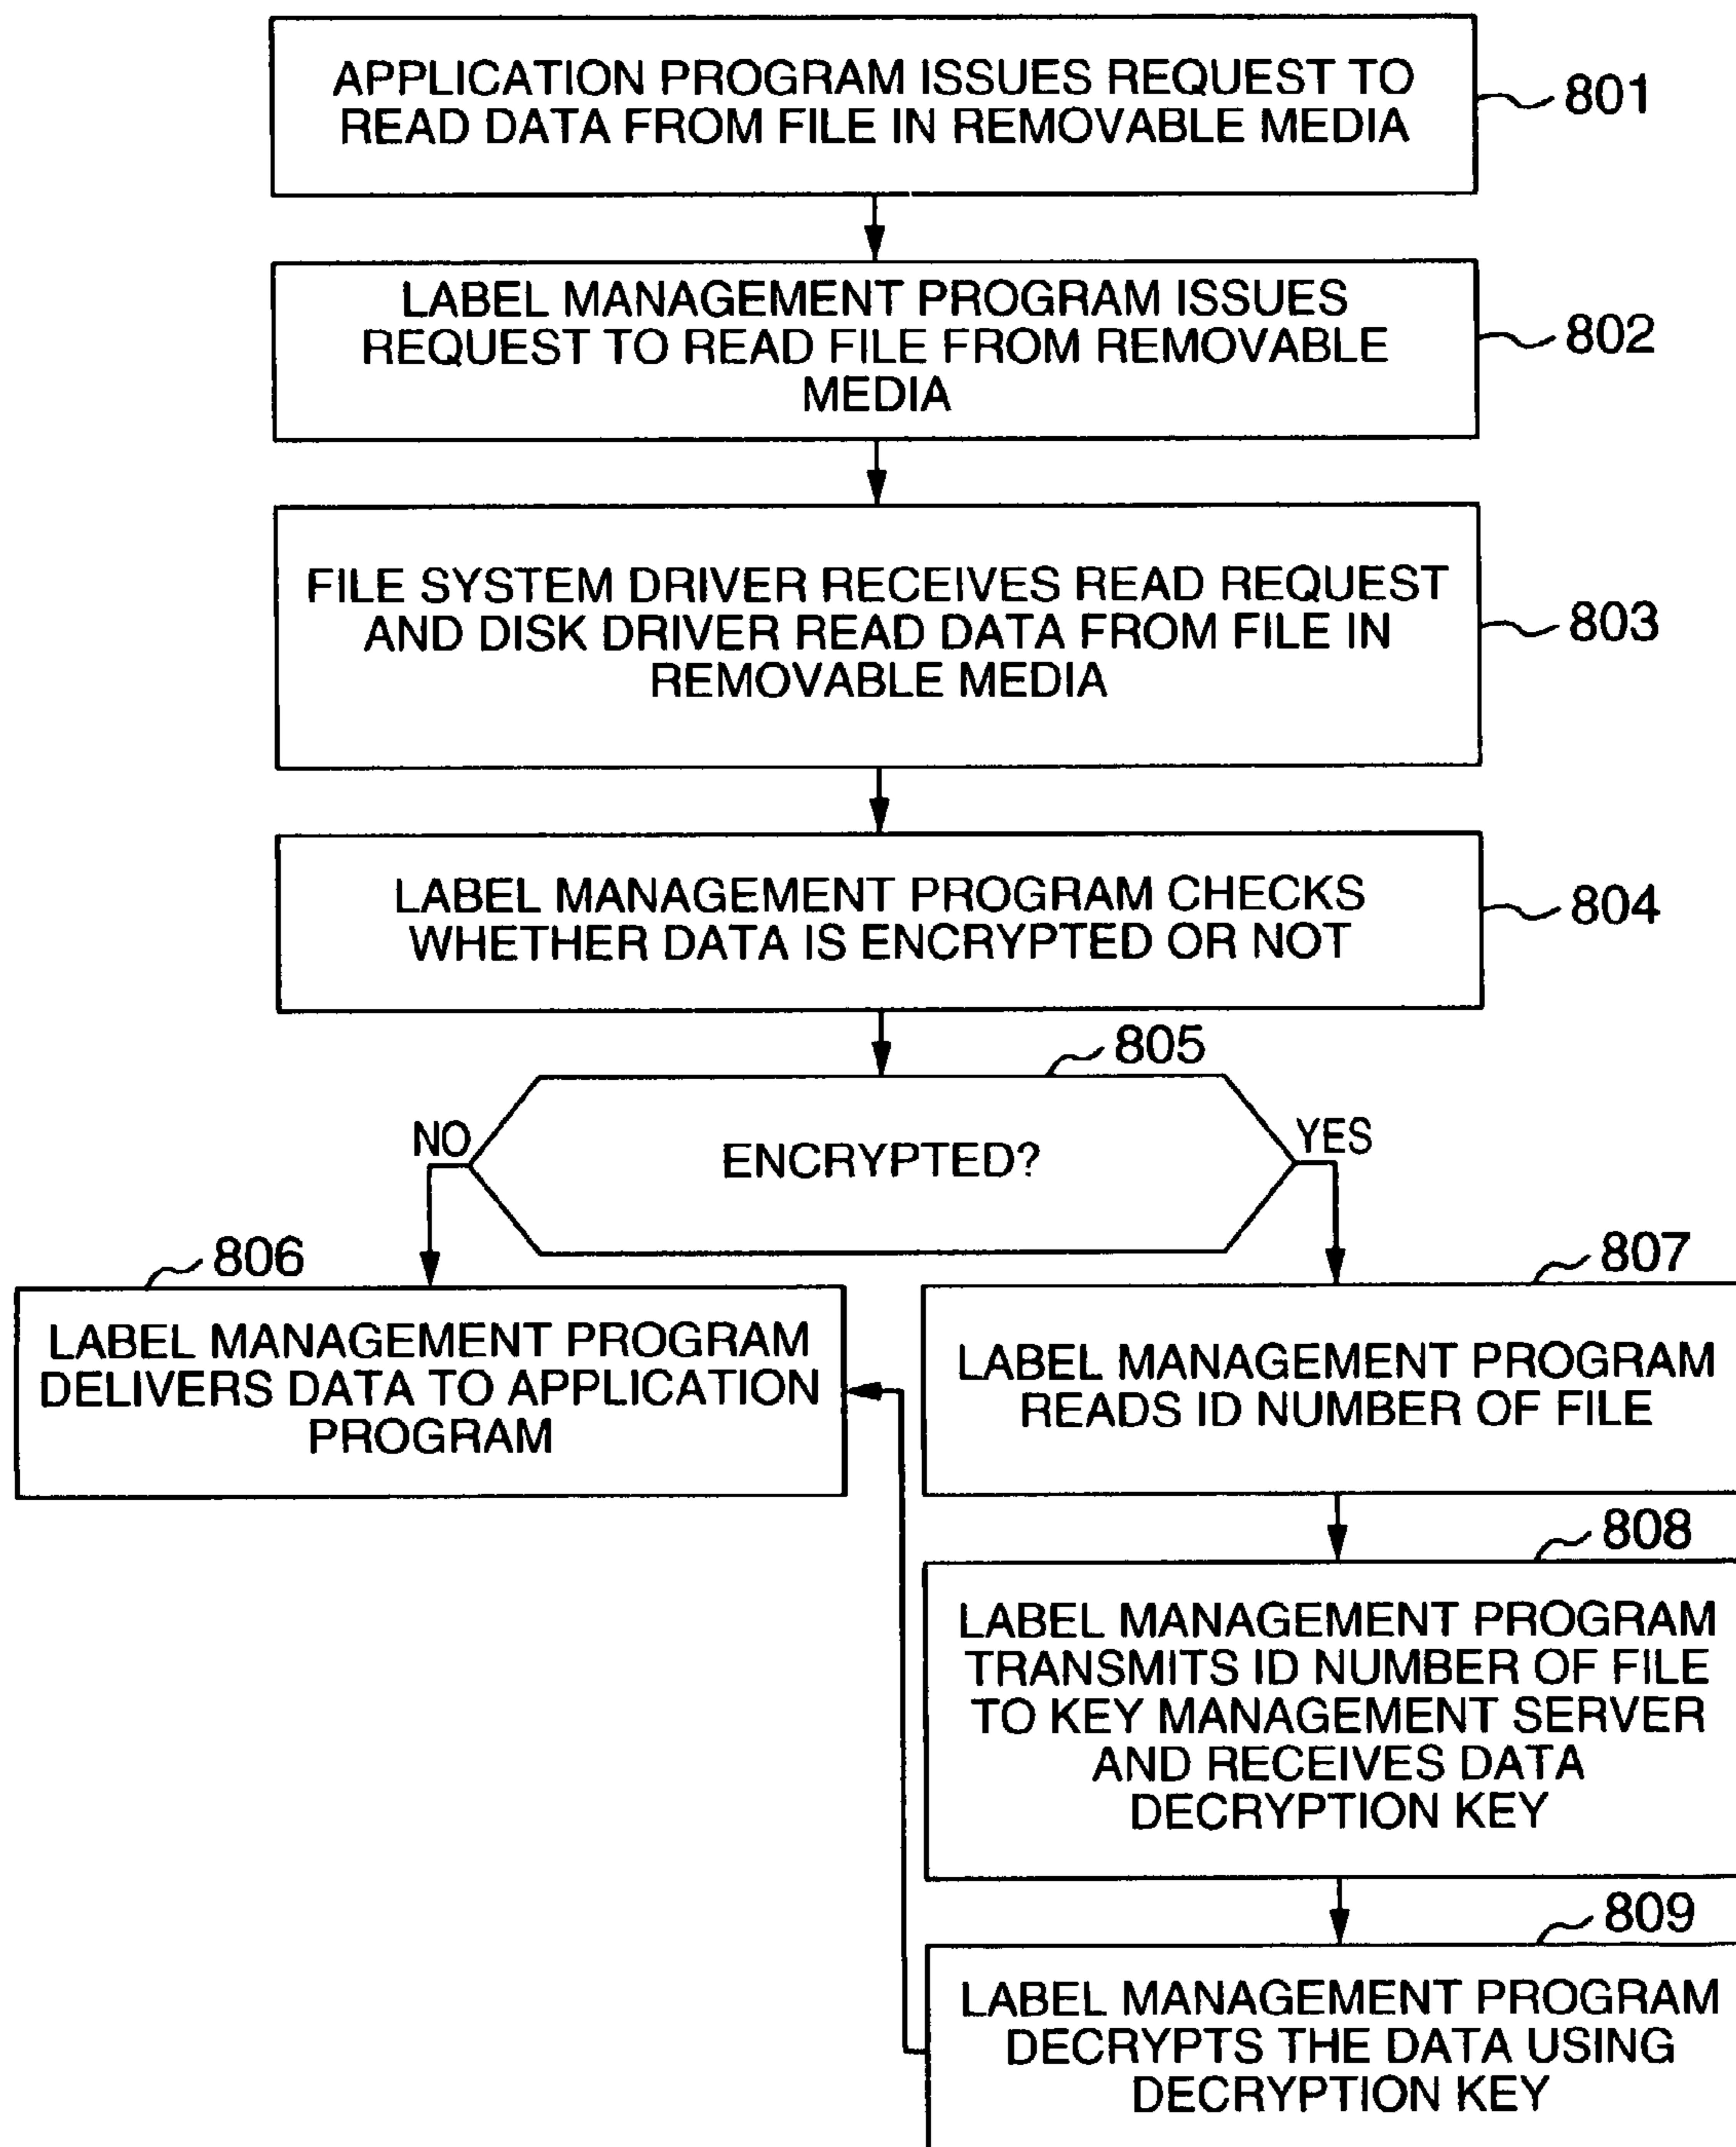 APPLICATION PROGRAM ISSUES REQUEST TO
READ DATA FROM FILE IN REMOVABLE MEDIA
801
LABEL MANAGEMENT PROGRAM ISSUES
REQUEST TO READ FILE FROM REMOVABLE
MEDIA
802
FILE SYSTEM DRIVER RECEIVES READ REQUEST
AND DISK DRIVER READ DATA FROM FILE IN
REMOVABLE MEDIA
803
LABEL MANAGEMENT PROGRAM CHECKS
WHETHER DATA IS ENCRYPTED OR NOT
804
805
NO
ENCRYPTED?
YES
806
LABEL MANAGEMENT PROGRAM
DELIVERS DATA TO APPLICATION
PROGRAM
807
LABEL MANAGEMENT PROGRAM
READS ID NUMBER OF FILE
808
LABEL MANAGEMENT PROGRAM
TRANSMITS ID NUMBER OF FILE
TO KEY MANAGEMENT SERVER
AND RECEIVES DATA
DECRYPTION KEY
809
LABEL MANAGEMENT PROGRAM
DECRYPTS THE DATA USING
DECRYPTION KEY